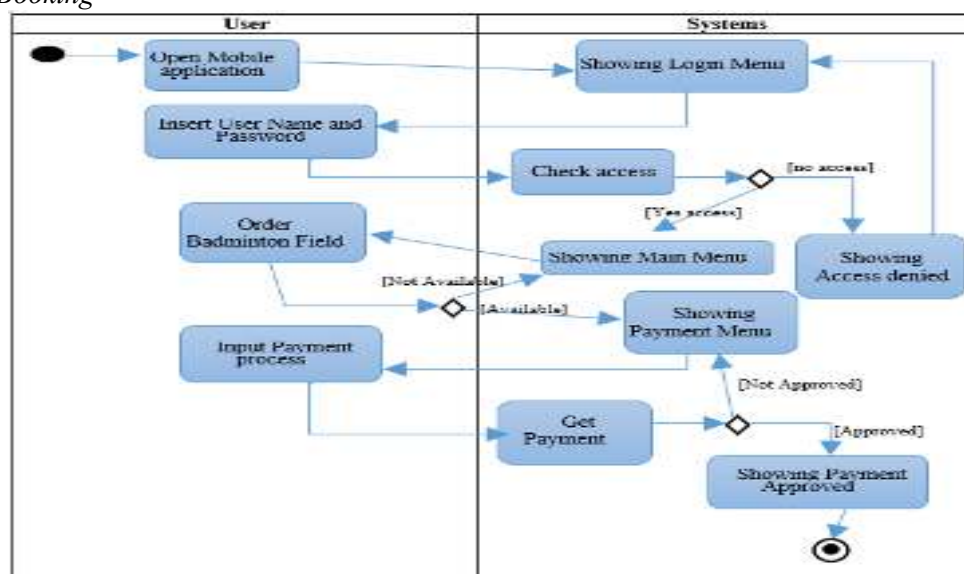 Booking
User
Systems
Open Mobile
application
Showing Login Menu
Insert User Name and
Password
Check access
[no access]
[Yes access]
Order
Badminton Field
Showing Main Menu
Showing
Access denied
[Not Available]
[Available]
Showing
Payment Menu
Input Payment
process
[Not Approved]
Get
Payment
[Approved]
Showing Payment
Approved